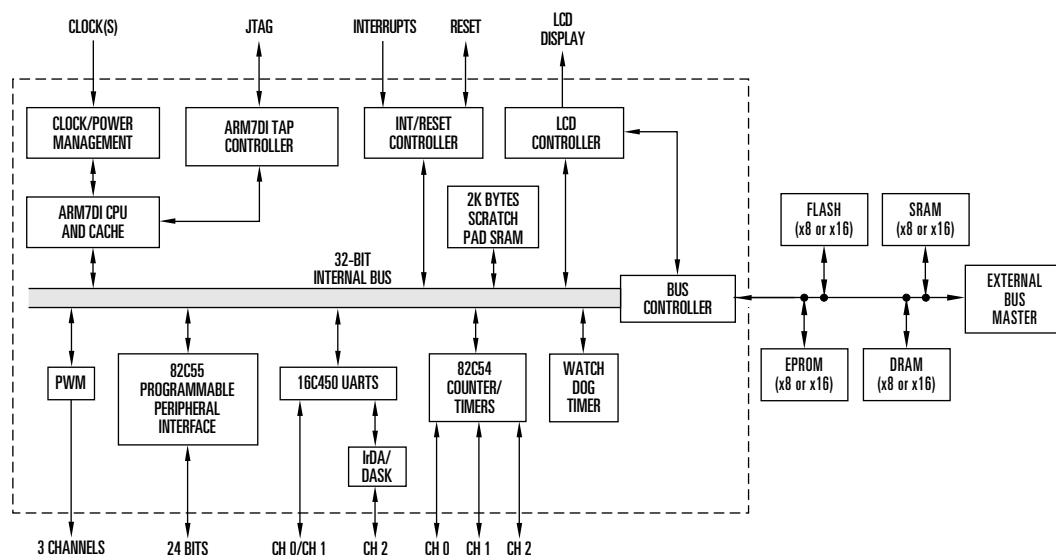 CLOCK(S)
JTAG
INTERRUPTS
RESET
LCD
DISPLAY
CLOCK/POWER
MANAGEMENT
ARM7DI TAP
CONTROLLER
INT/RESET
CONTROLLER
LCD
CONTROLLER
ARM7DI CPU
AND CACHE
2K BYTES
SCRATCH
PAD SRAM
FLASH
(x8 or x16)
SRAM
(x8 or x16)
32-BIT
INTERNAL BUS
BUS
CONTROLLER
EXTERNAL
BUS
MASTER
EPROM
(x8 or x16)
DRAM
(x8 or x16)
PWM
82C55
PROGRAMMABLE
PERIPHERAL
INTERFACE
16C450 UARTS
82C54
COUNTER/
TIMERS
WATCH
DOG
TIMER
IrDA/
DASK
3 CHANNELS
24 BITS
CH 0/CH 1
CH 2
CH 0
CH 1
CH 2